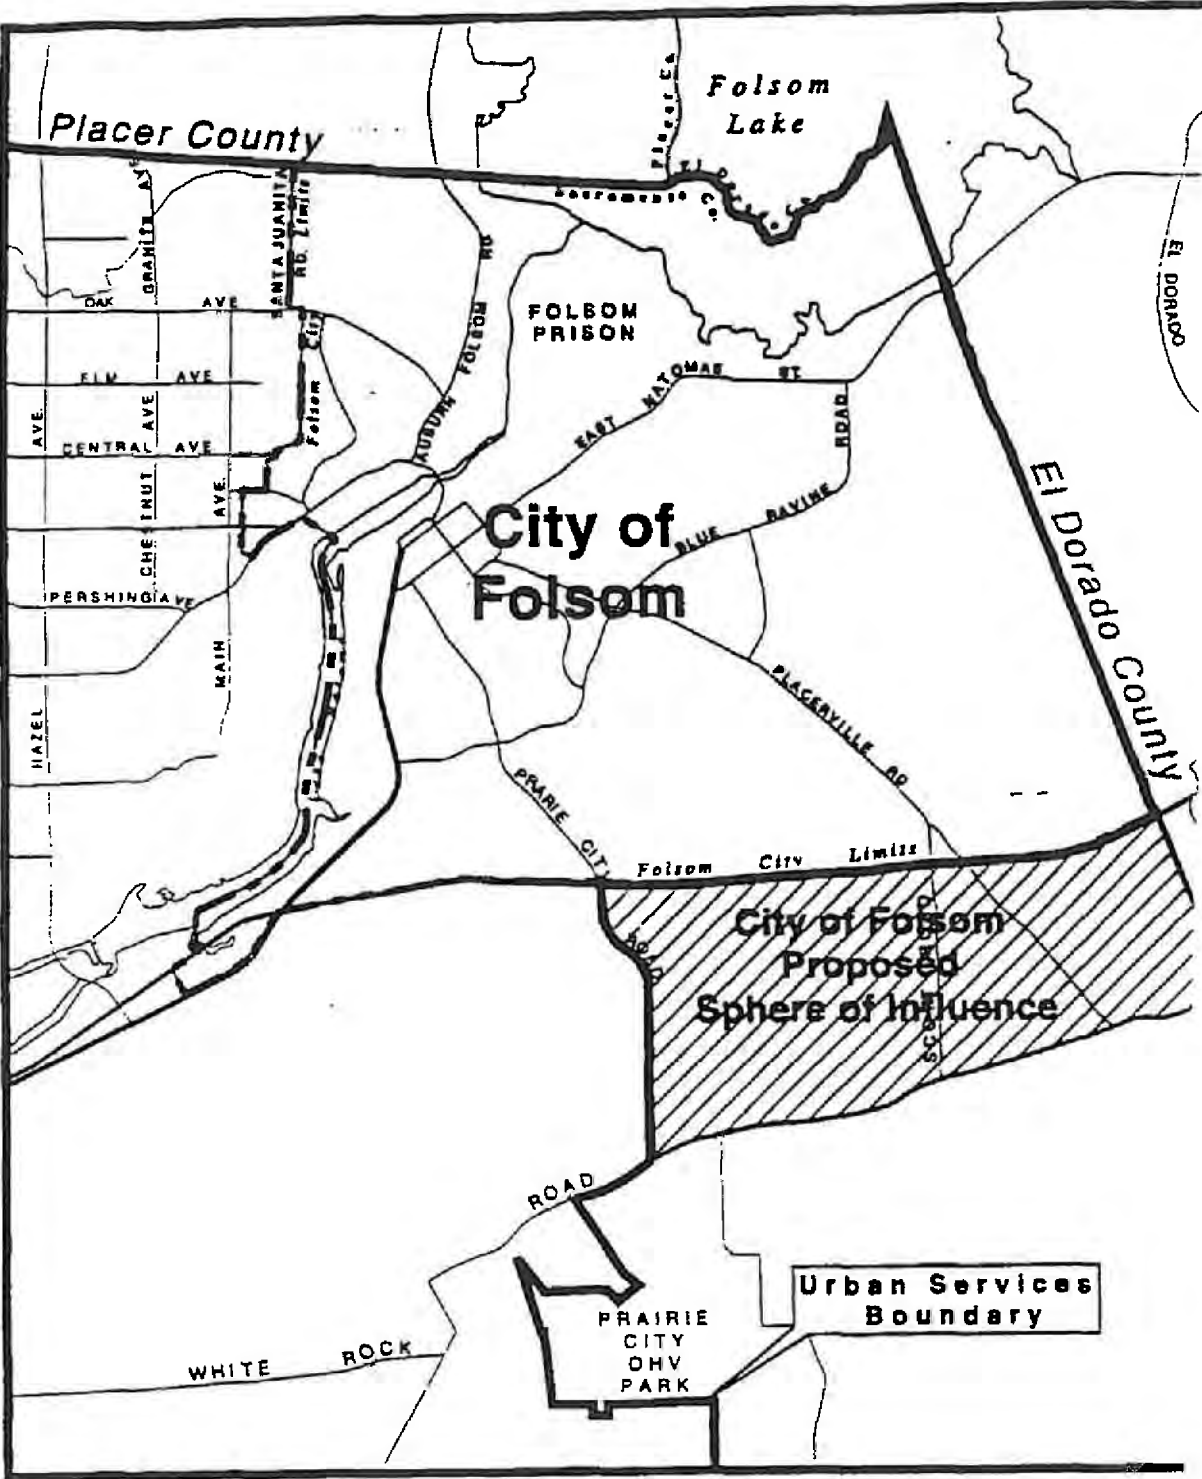 Folsom
Lake
Placer Co.
Placer County
El Dorado Co.
Sacramento Co.
SANTA JUANITA
RD.
Folsom City Limits
GRANITE AVE
OAK AVE
EL DORADO
FOLSOM
PRISON
AUBURN FOLSOM RD
EAST NATOMAS ST.
ELM AVE
CENTRAL AVE
HAZEL AVE.
CHESTNUT AVE
MAIN AVE.
BLUE RAVINE ROAD
City of
Folsom
El Dorado County
PERSHING AVE
PLACERVILLE RD
PRARIE CITY ROAD
Folsom City Limits
City of Folsom
Proposed
Sphere of Influence
SCOTT ROAD
WHITE ROCK ROAD
Urban Services
Boundary
PRAIRIE
CITY
OHV
PARK